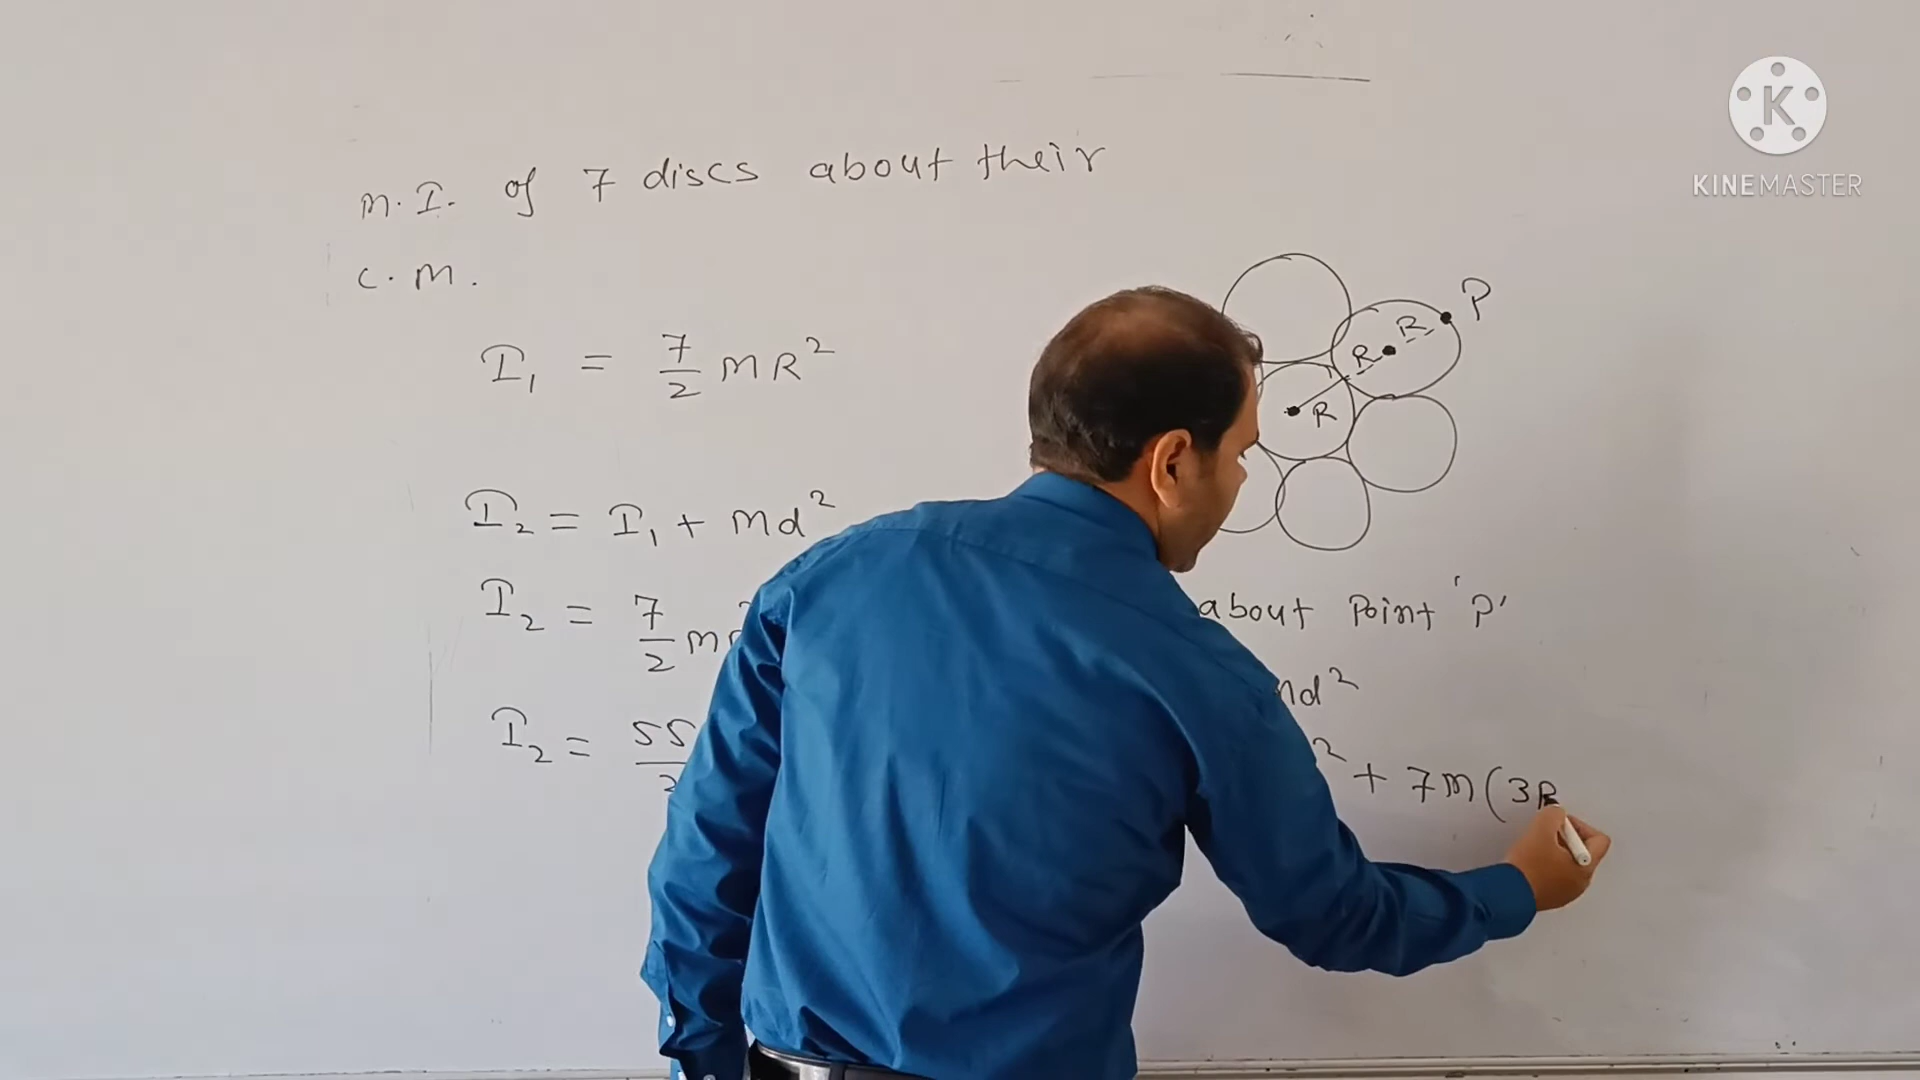 KINEMASTER
M.I. of 7 discs about their
C.M.
I₁ = 7/2 MR²
P
R
R
R
I₂ = I₁ + md²
I₂ = 7/2 m
about Point 'P'
md²
I₂ = 55
² + 7M(3R